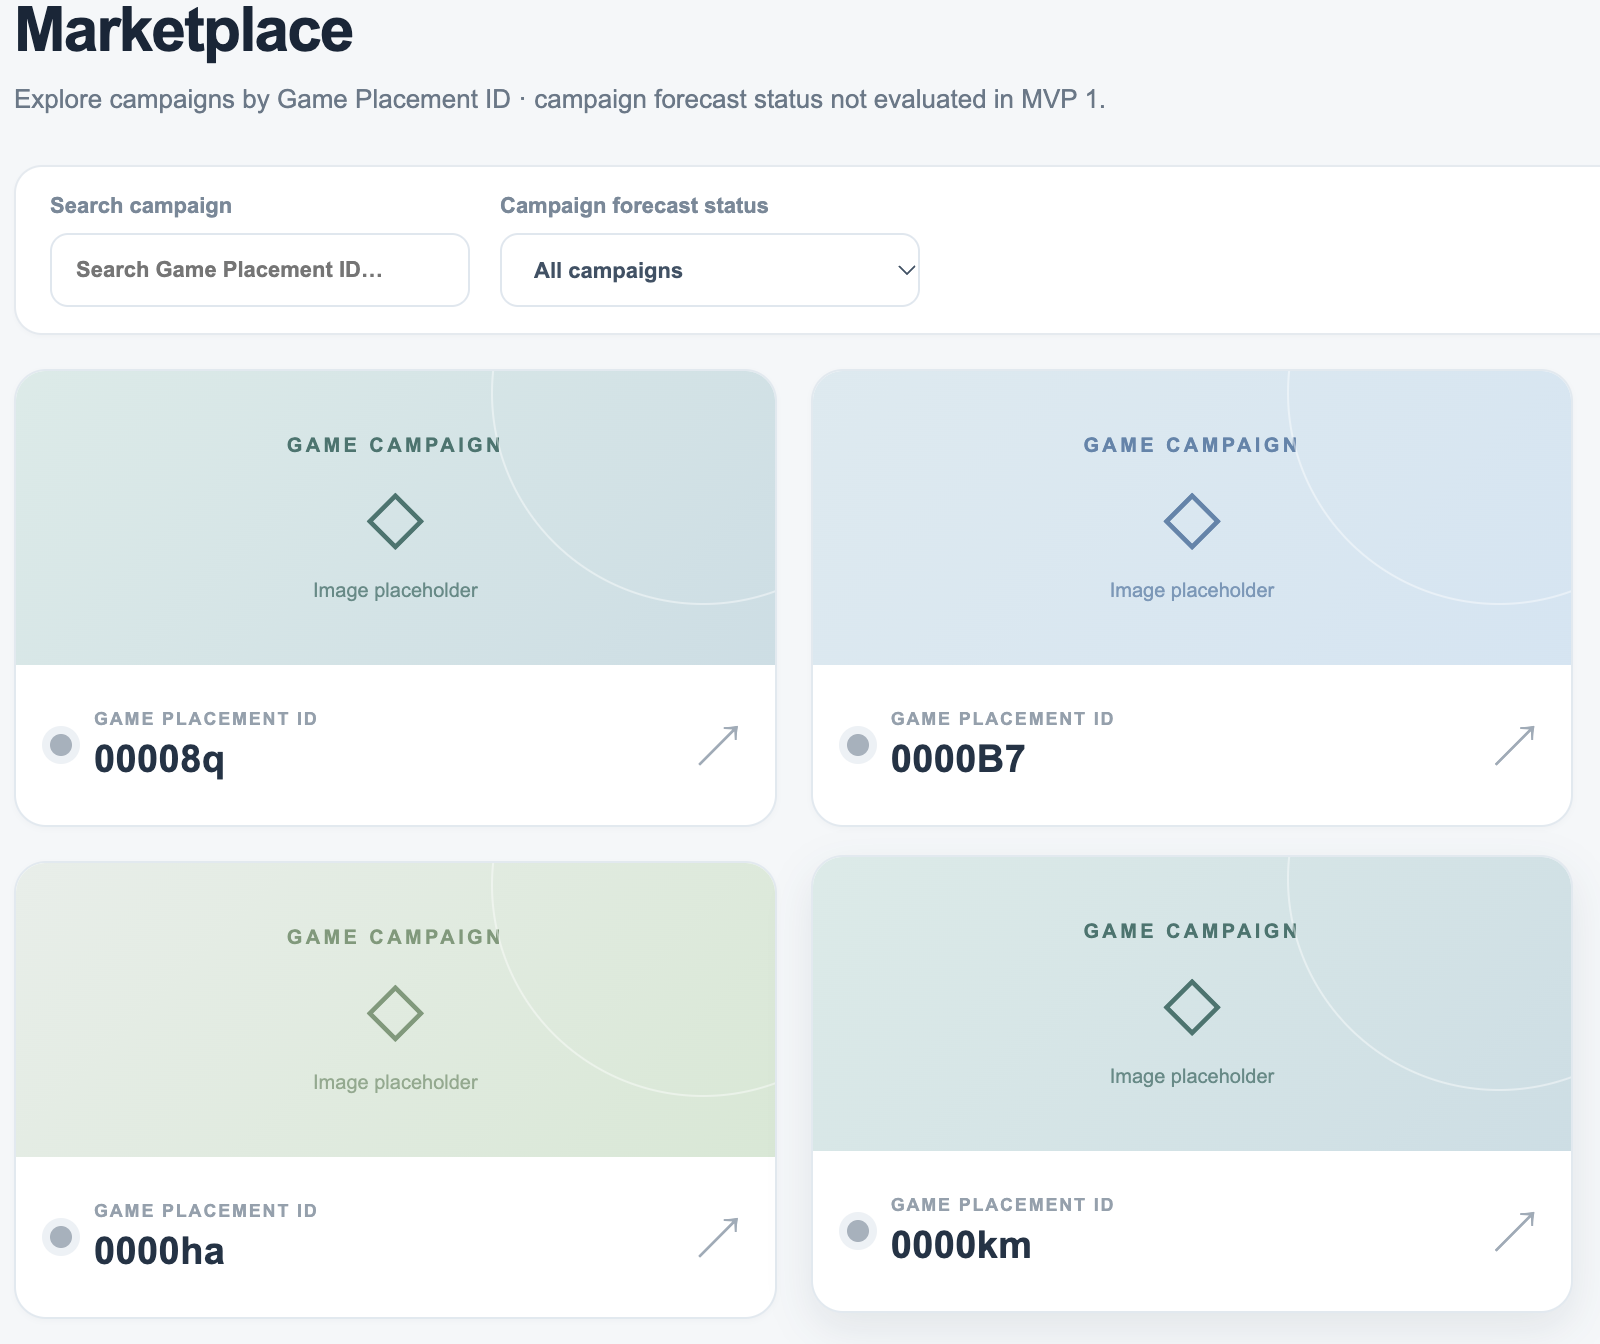 Marketplace
Explore campaigns by Game Placement ID · campaign forecast status not evaluated in MVP 1.
Search campaign
Campaign forecast status
Search Game Placement ID...
All campaigns
GAME CAMPAIGN
Image placeholder
GAME PLACEMENT ID
00008q
GAME CAMPAIGN
Image placeholder
GAME PLACEMENT ID
0000B7
GAME CAMPAIGN
Image placeholder
GAME PLACEMENT ID
0000ha
GAME CAMPAIGN
Image placeholder
GAME PLACEMENT ID
0000km